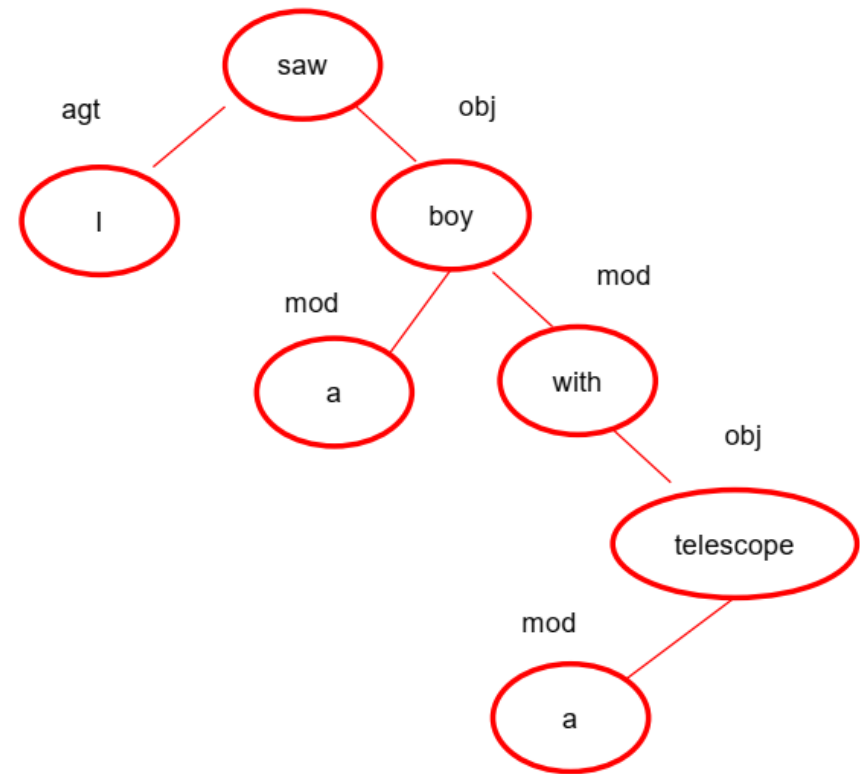 saw
agt
obj
I
boy
mod
mod
a
with
obj
telescope
mod
a